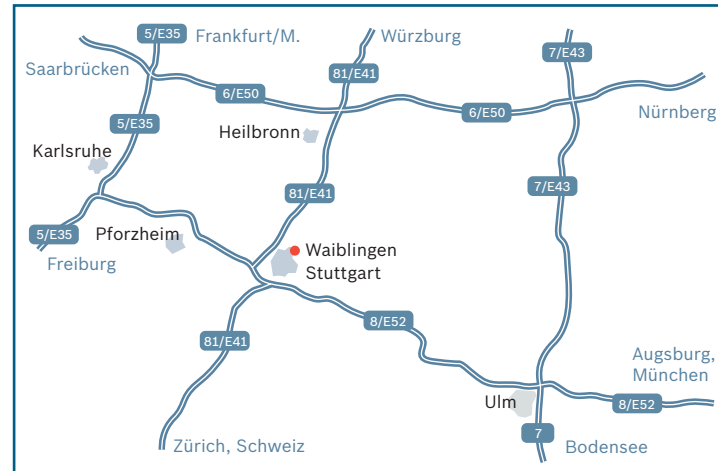 5/E35
Frankfurt/M.
Würzburg
7/E43
Saarbrücken
81/E41
6/E50
6/E50
Nürnberg
5/E35
Heilbronn
Karlsruhe
81/E41
7/E43
5/E35
Pforzheim
Freiburg
Waiblingen
Stuttgart
8/E52
81/E41
Augsburg,
München
Ulm
8/E52
Zürich, Schweiz
7
Bodensee